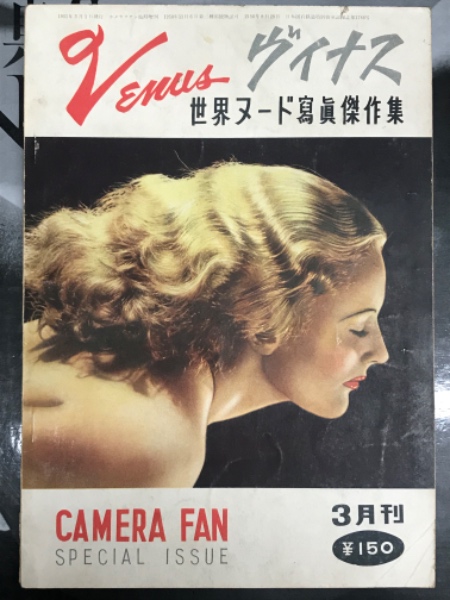 Venus ヴィナス
世界ヌード寫眞傑作集
CAMERA FAN
SPECIAL ISSUE
3月刊
¥150